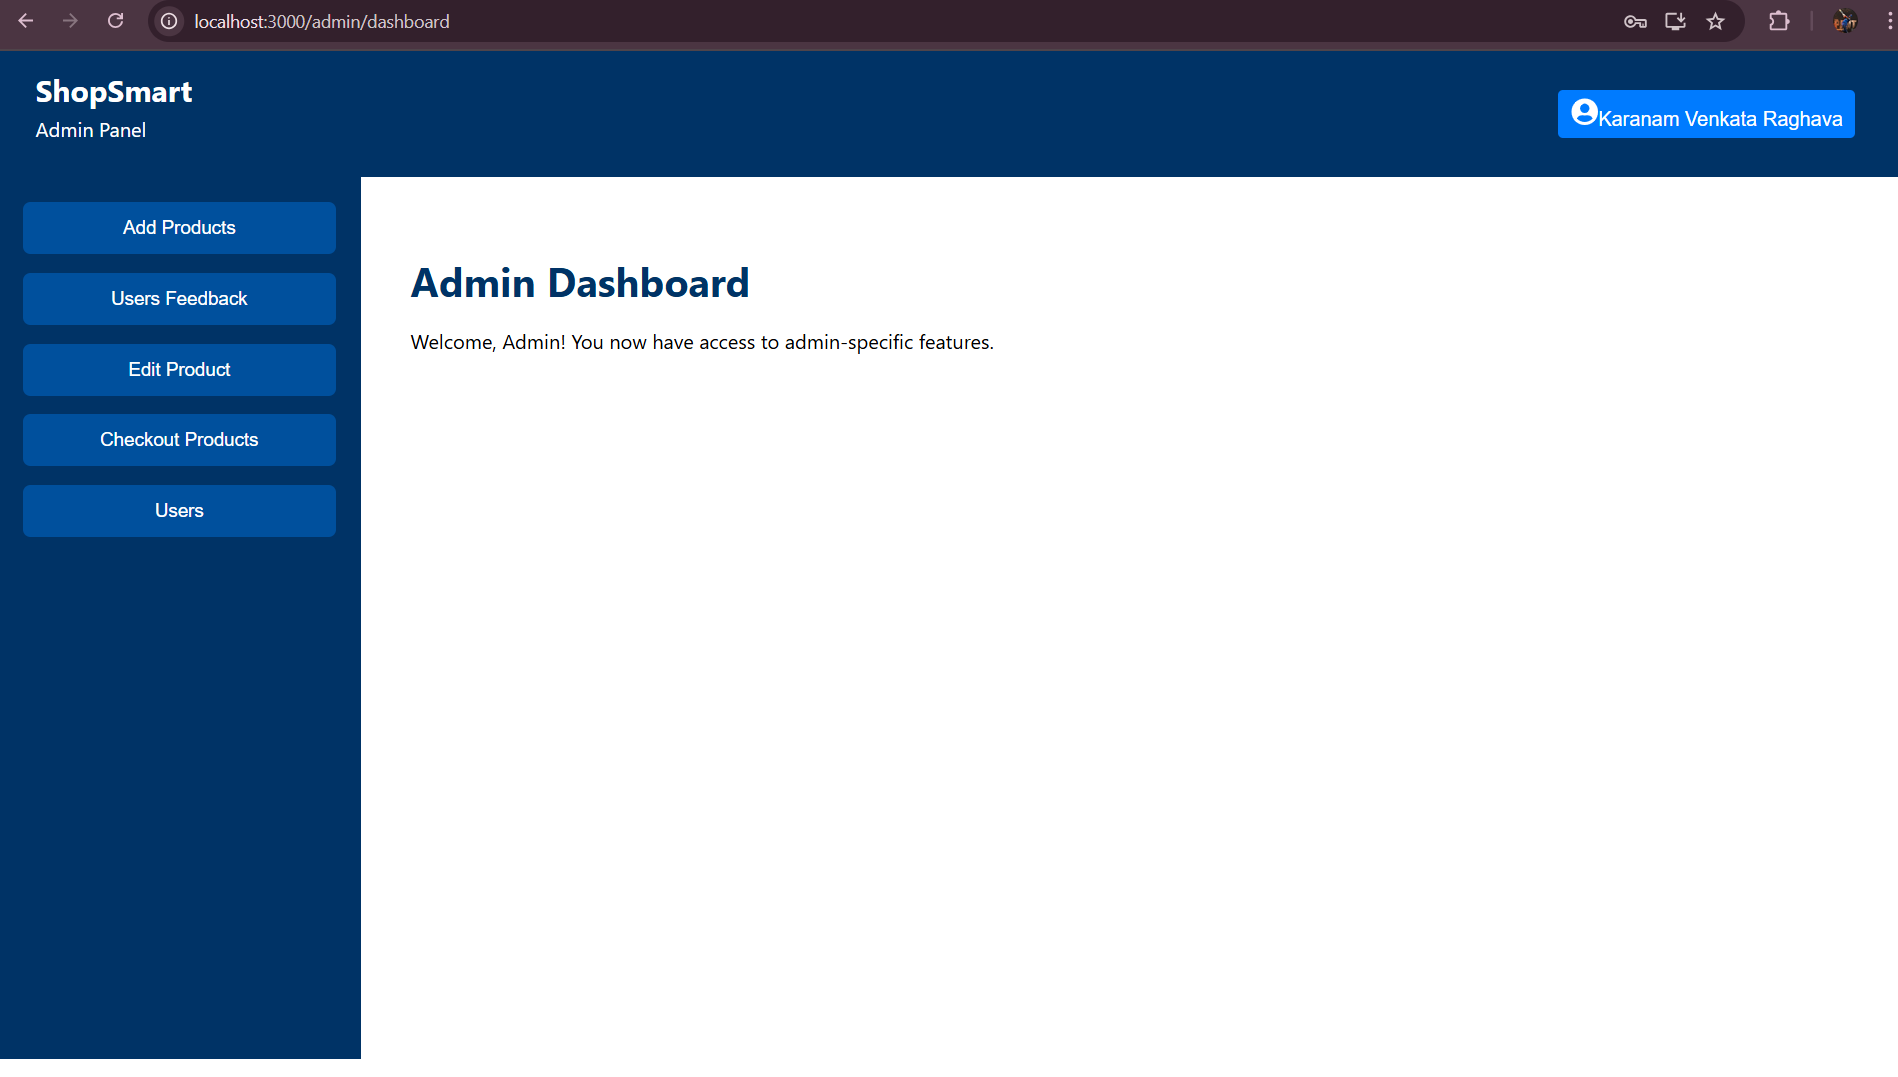 localhost:3000/admin/dashboard
ShopSmart
Admin Panel
Karanam Venkata Raghava
Add Products
Users Feedback
Edit Product
Checkout Products
Users
Admin Dashboard
Welcome, Admin! You now have access to admin-specific features.